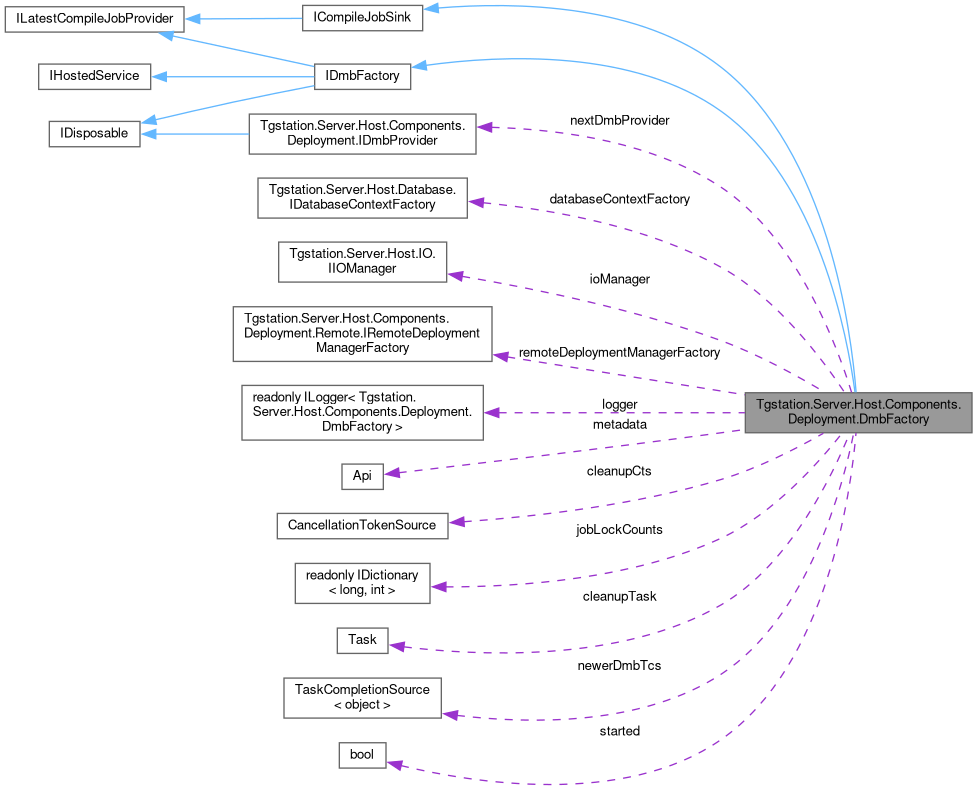 ILatestCompileJobProvider
ICompileJobSink
IHostedService
IDmbFactory
IDisposable
Tgstation.Server.Host.Components.
Deployment.IDmbProvider
nextDmbProvider
Tgstation.Server.Host.Database.
IDatabaseContextFactory
databaseContextFactory
Tgstation.Server.Host.IO.
IIOManager
ioManager
Tgstation.Server.Host.Components.
Deployment.Remote.IRemoteDeployment
ManagerFactory
remoteDeploymentManagerFactory
readonly ILogger< Tgstation.
Server.Host.Components.Deployment.
DmbFactory >
logger
metadata
Tgstation.Server.Host.Components.
Deployment.DmbFactory
Api
cleanupCts
CancellationTokenSource
jobLockCounts
readonly IDictionary
< long, int >
cleanupTask
Task
newerDmbTcs
TaskCompletionSource
< object >
started
bool